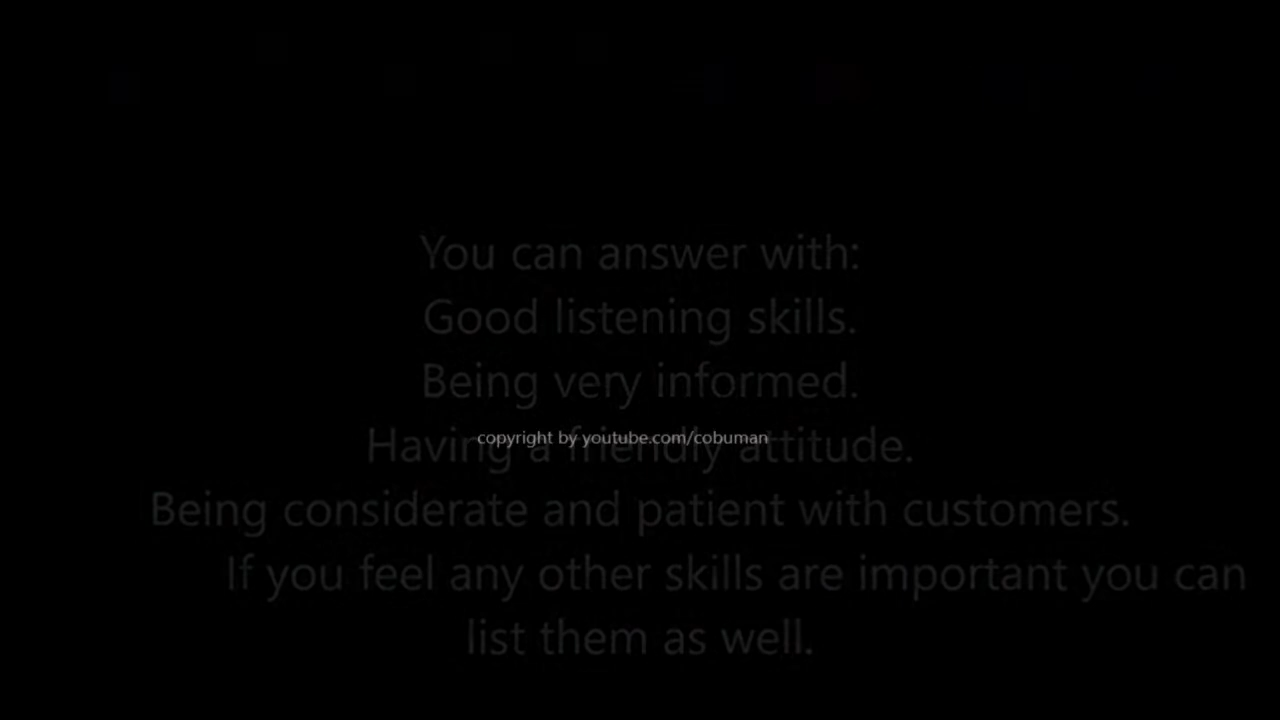 You can answer with:
Good listening skills.
Being very informed.
copyright by youtube.com/cobuman
Having a friendly attitude.
Being considerate and patient with customers.
If you feel any other skills are important you can
list them as well.